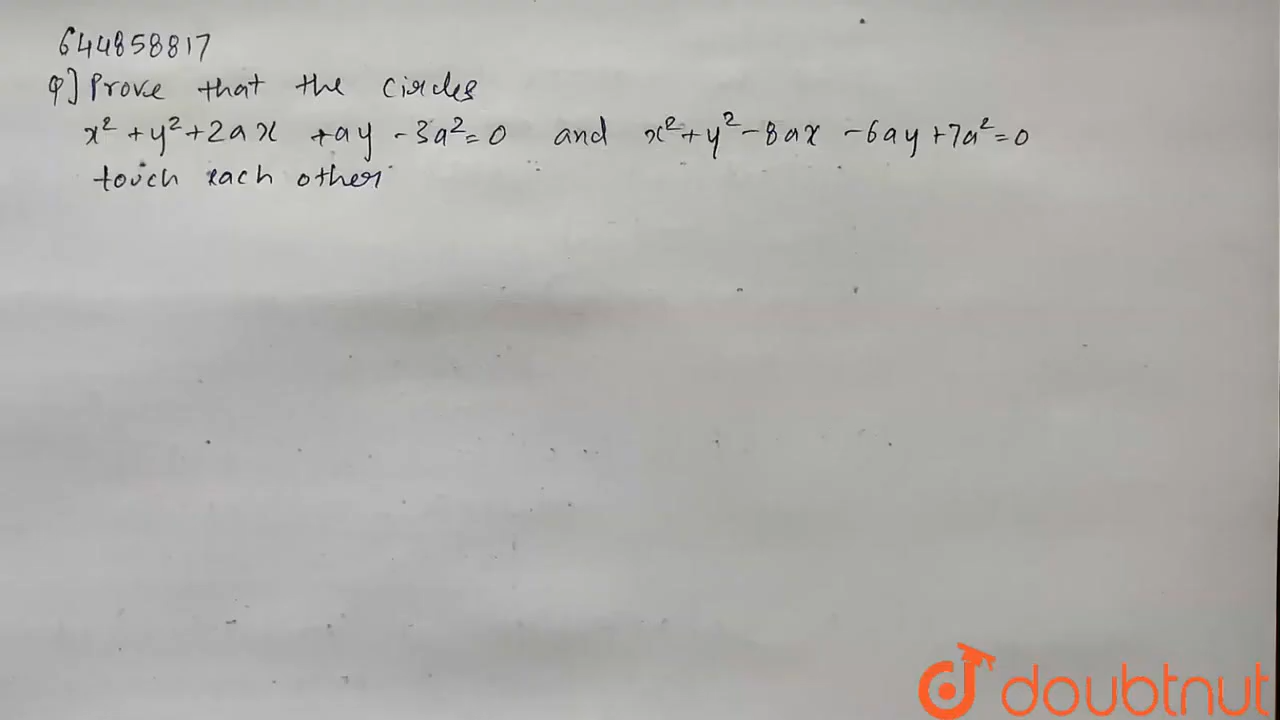 644858817
Q] Prove that the circles
x² + y² + 2ax + ay - 3a² = 0 and x² + y² - 8ax - 6ay + 7a² = 0
touch each other
doubtnut